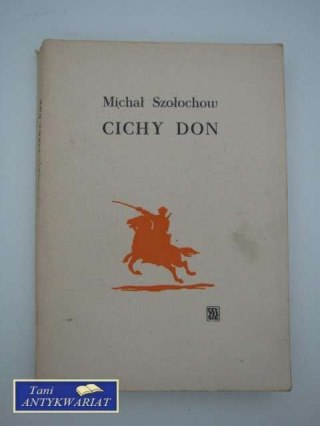 Michał Szołochow
CICHY DON
Tani
ANTYKWARIAT